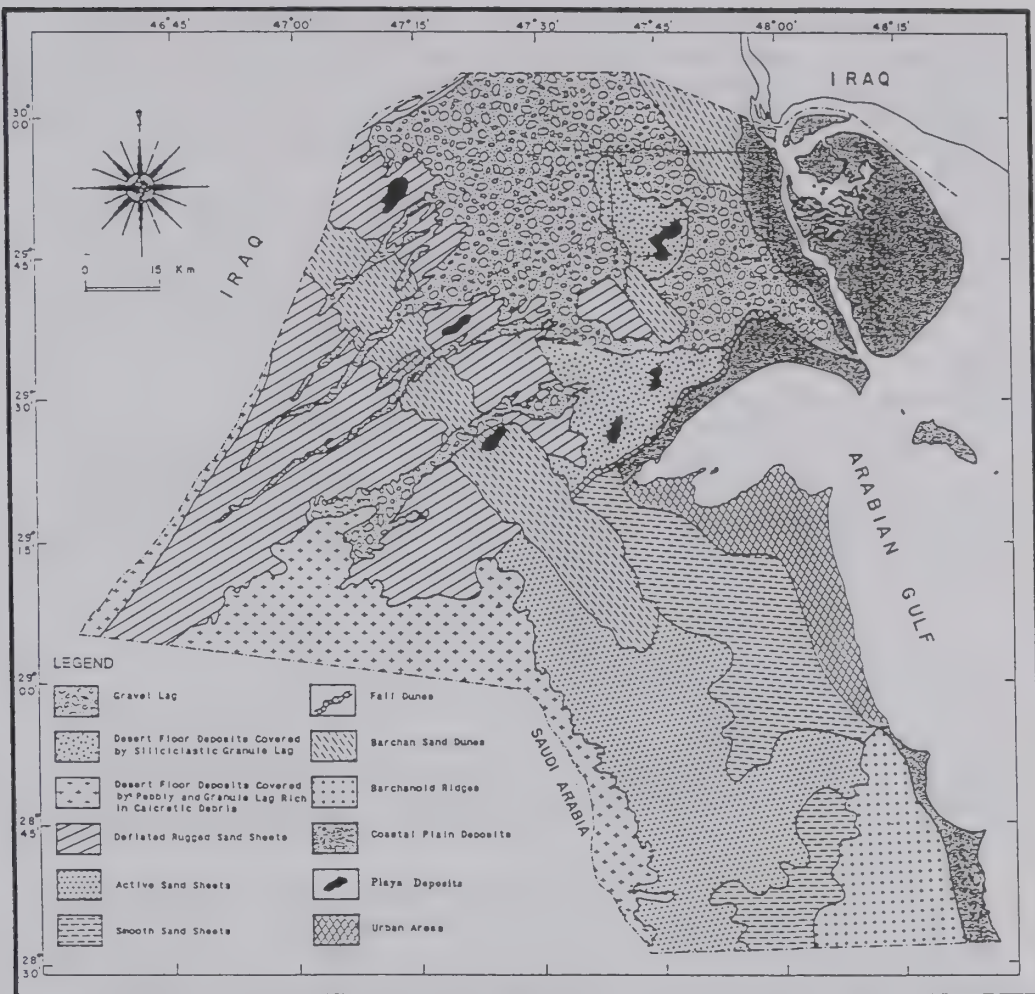 46°45' 47°00' 47°15' 47°30' 47°45' 48°00' 48°15'
30°00'
29°45'
29°30'
29°15'
29°00'
28°45'
28°30'
IRAQ
IRAQ
0 15 Km
ARABIAN GULF
SAUDI ARABIA
LEGEND
Gravel Lag
Desert Floor Deposits Covered
by Siliciclastic Granule Lag
Desert Floor Deposits Covered
by Pebbly and Granule Lag Rich
in Calcretic Debris
Deflated Rugged Sand Sheets
Active Sand Sheets
Smooth Sand Sheets
Fall Dunes
Barchan Sand Dunes
Barchanoid Ridges
Coastal Plain Deposits
Playa Deposits
Urban Areas